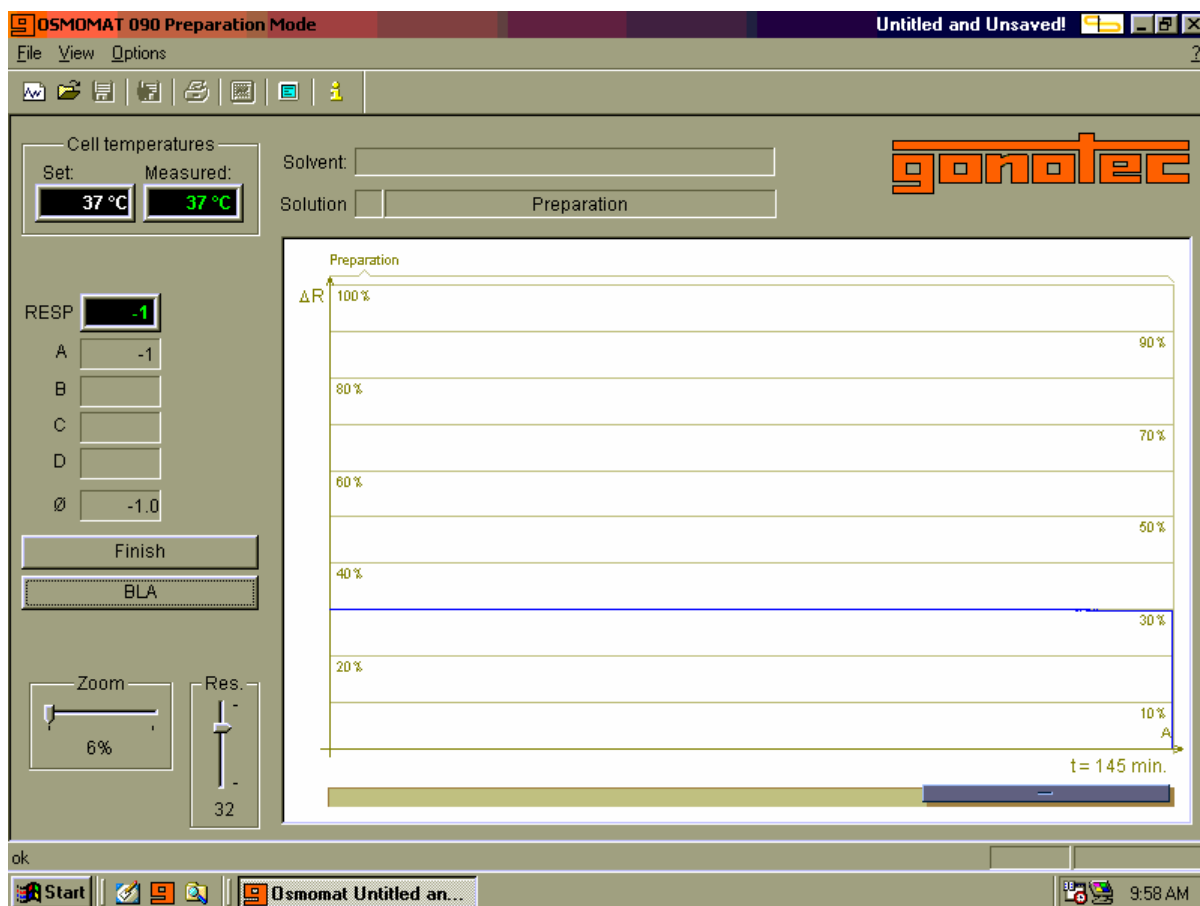 OSMOMAT 090 Preparation Mode
Untitled and Unsaved!
File View Options ?
Cell temperatures
Set: Measured:
37 °C 37 °C
Solvent:
Solution Preparation
gonotec
RESP -1
A -1
B
C
D
Ø -1.0
Finish
BLA
Zoom
6%
Res.
32
Preparation
ΔR 100%
90%
80%
70%
60%
50%
40%
30%
20%
10%
A
t = 145 min.
ok
Start
Osmomat Untitled an...
9:58 AM